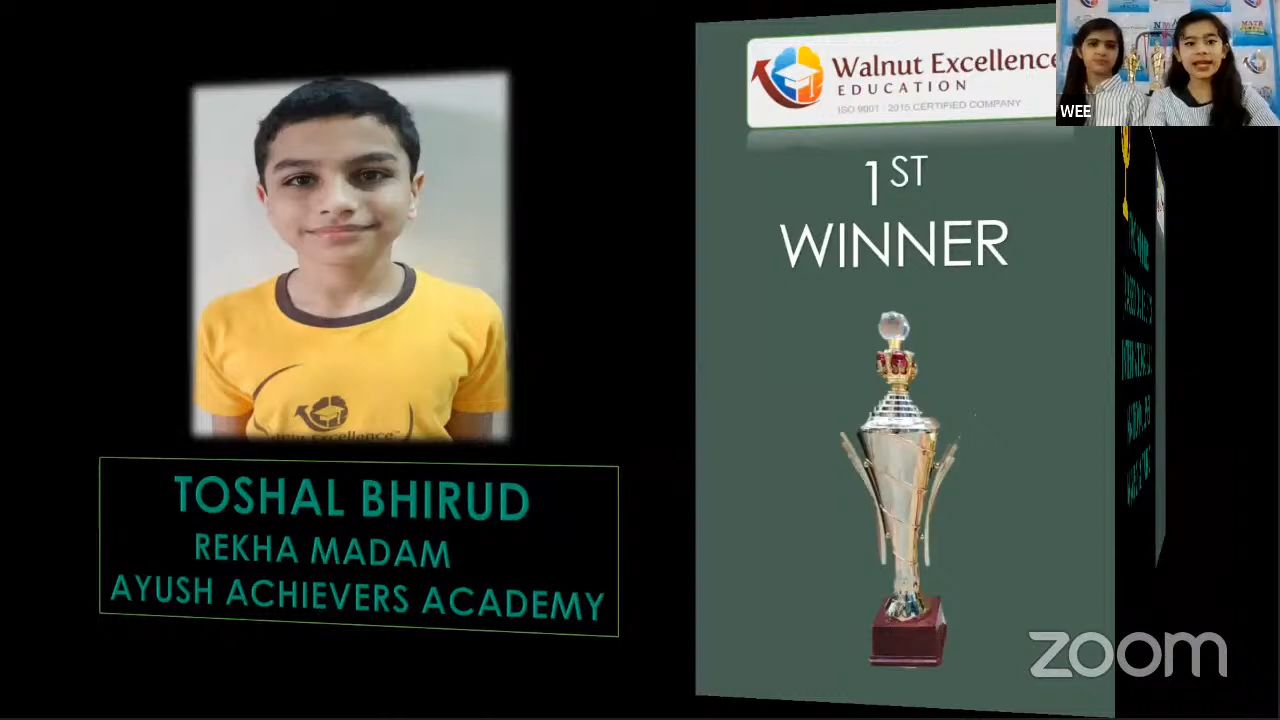 Walnut Excellence
EDUCATION
ISO 9001 : 2015 CERTIFIED COMPANY
1ST
WINNER
WEE
TOSHAL BHIRUD
REKHA MADAM
AYUSH ACHIEVERS ACADEMY
zoom